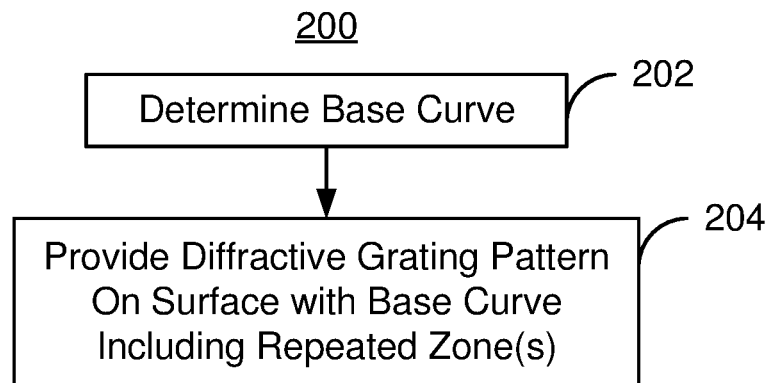 200
Determine Base Curve
202
Provide Diffractive Grating Pattern
On Surface with Base Curve
Including Repeated Zone(s)
204